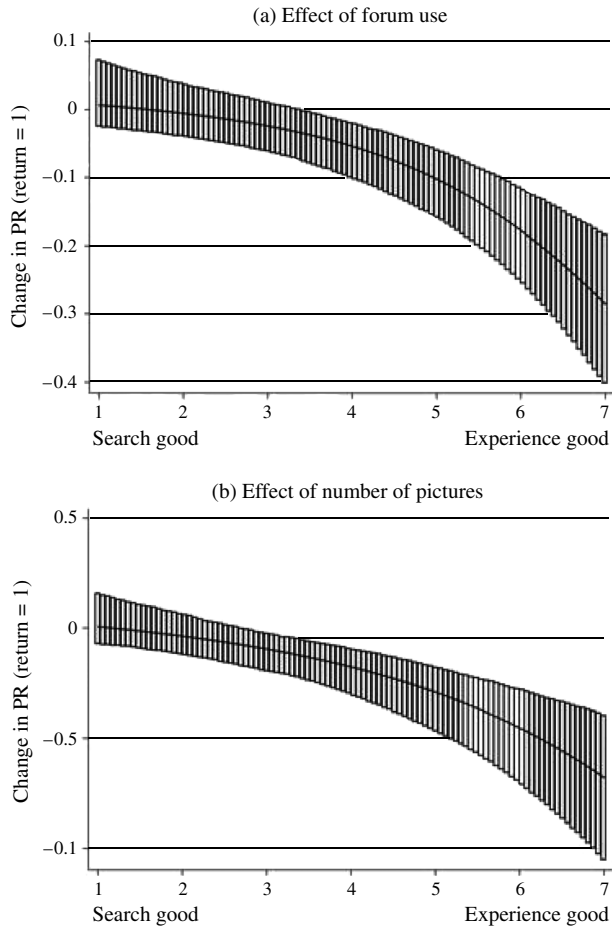 (a) Effect of forum use
Change in PR (return = 1)
0.1
0
−0.1
−0.2
−0.3
−0.4
1 2 3 4 5 6 7
Search good Experience good
(b) Effect of number of pictures
Change in PR (return = 1)
0.5
0
−0.5
−0.1
1 2 3 4 5 6 7
Search good Experience good